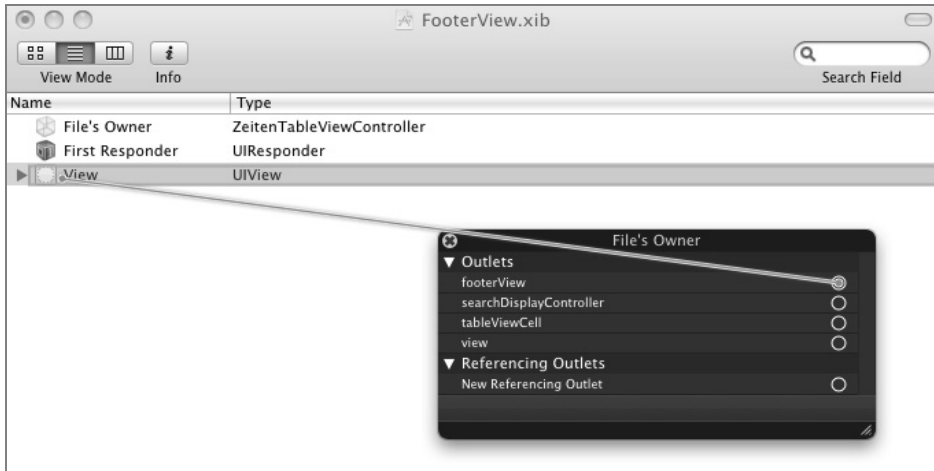 FooterView.xib
View Mode Info Search Field
Name Type
File's Owner ZeitenTableViewController
First Responder UIResponder
View UIView
File's Owner
Outlets
footerView
searchDisplayController
tableViewCell
view
Referencing Outlets
New Referencing Outlet